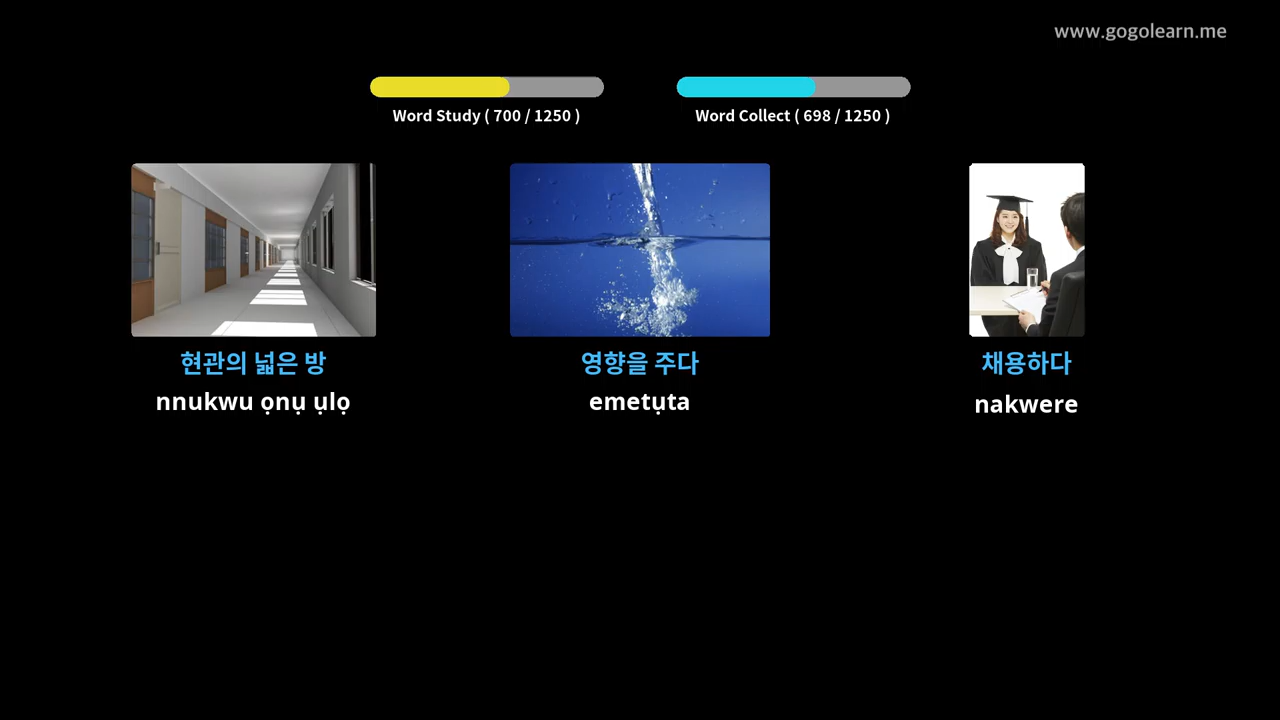 www.gogolearn.me
Word Study ( 700 / 1250 )
Word Collect ( 698 / 1250 )
현관의 넓은 방
영향을 주다
채용하다
nnukwu ọnụ ụlọ
emetụta
nakwere